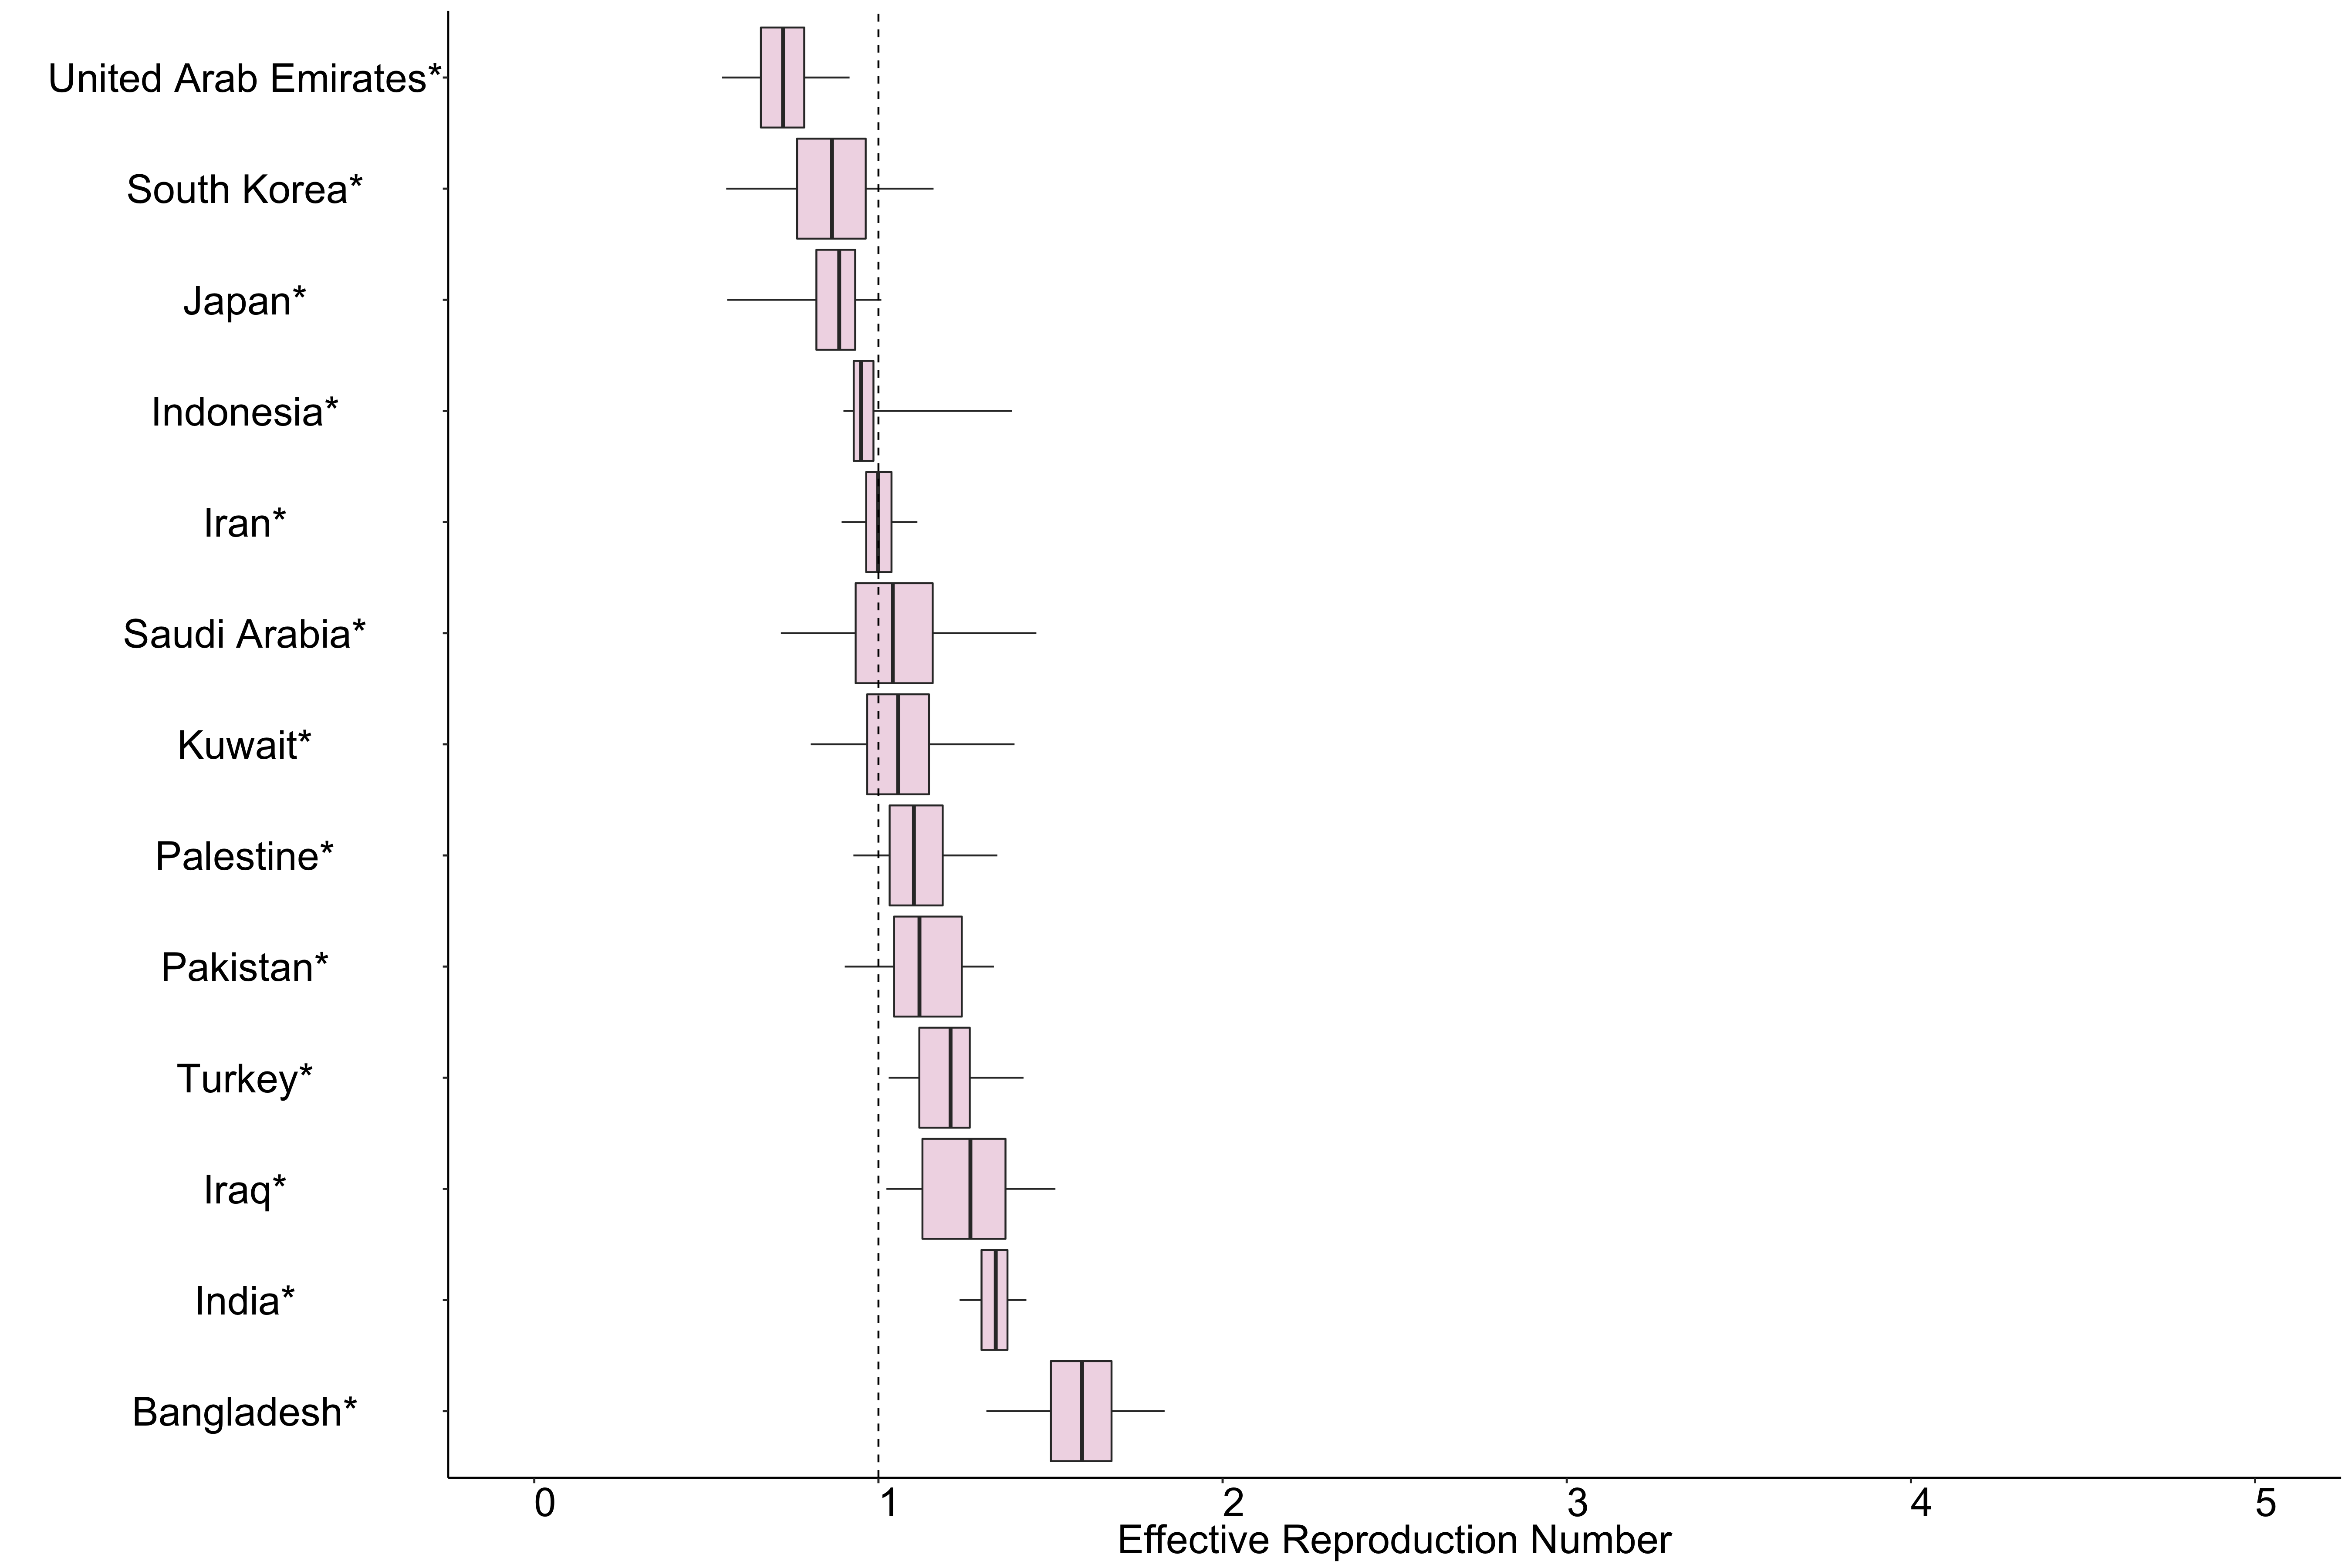 United Arab Emirates*
South Korea*
Japan*
Indonesia*
Iran*
Saudi Arabia*
Kuwait*
Palestine*
Pakistan*
Turkey*
Iraq*
India*
Bangladesh*
0 1 2 3 4 5
Effective Reproduction Number